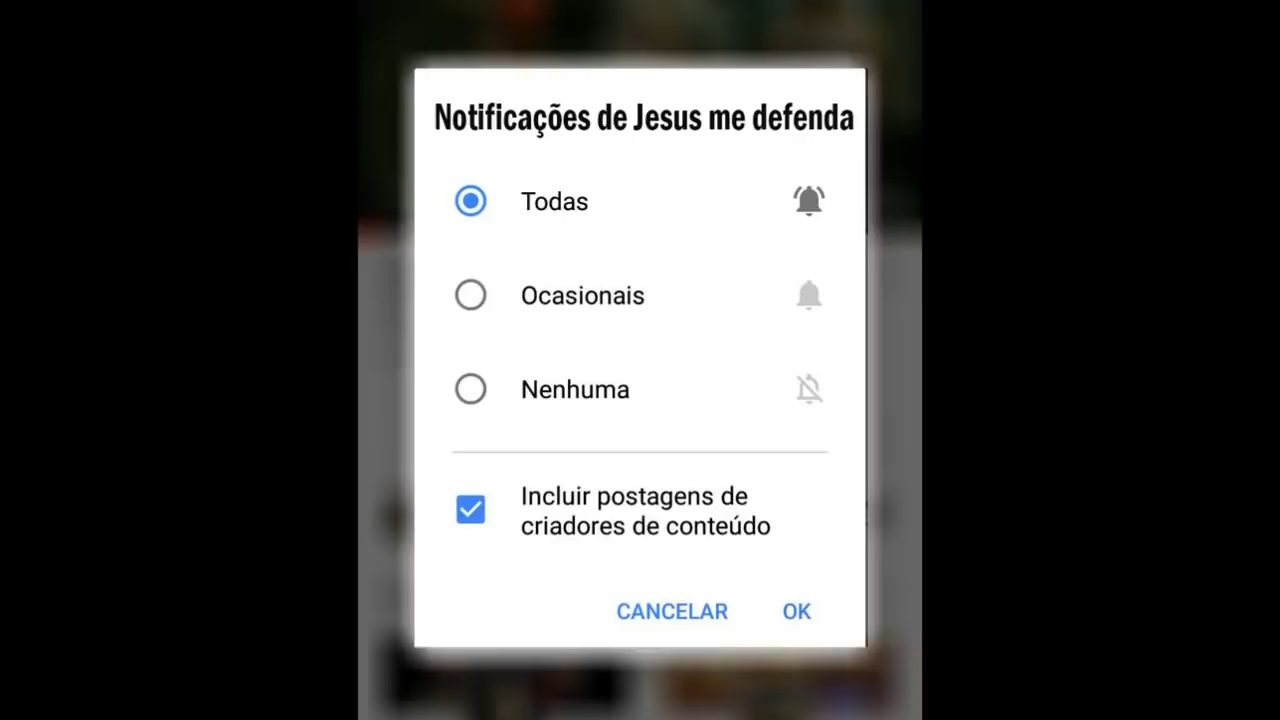 Notificações de Jesus me defenda
Todas
Ocasionais
Nenhuma
Incluir postagens de
criadores de conteúdo
CANCELAR OK